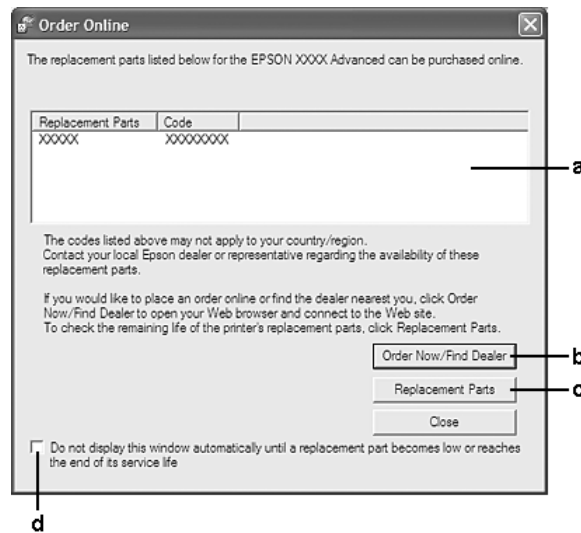 Order Online
The replacement parts listed below for the EPSON XXXX Advanced can be purchased online.
Replacement Parts Code
XXXXX XXXXXXXX
a
The codes listed above may not apply to your country/region.
Contact your local Epson dealer or representative regarding the availability of these
replacement parts.
If you would like to place an order online or find the dealer nearest you, click Order
Now/Find Dealer to open your Web browser and connect to the Web site.
To check the remaining life of the printer's replacement parts, click Replacement Parts.
Order Now/Find Dealer b
Replacement Parts c
Close
Do not display this window automatically until a replacement part becomes low or reaches
the end of its service life
d